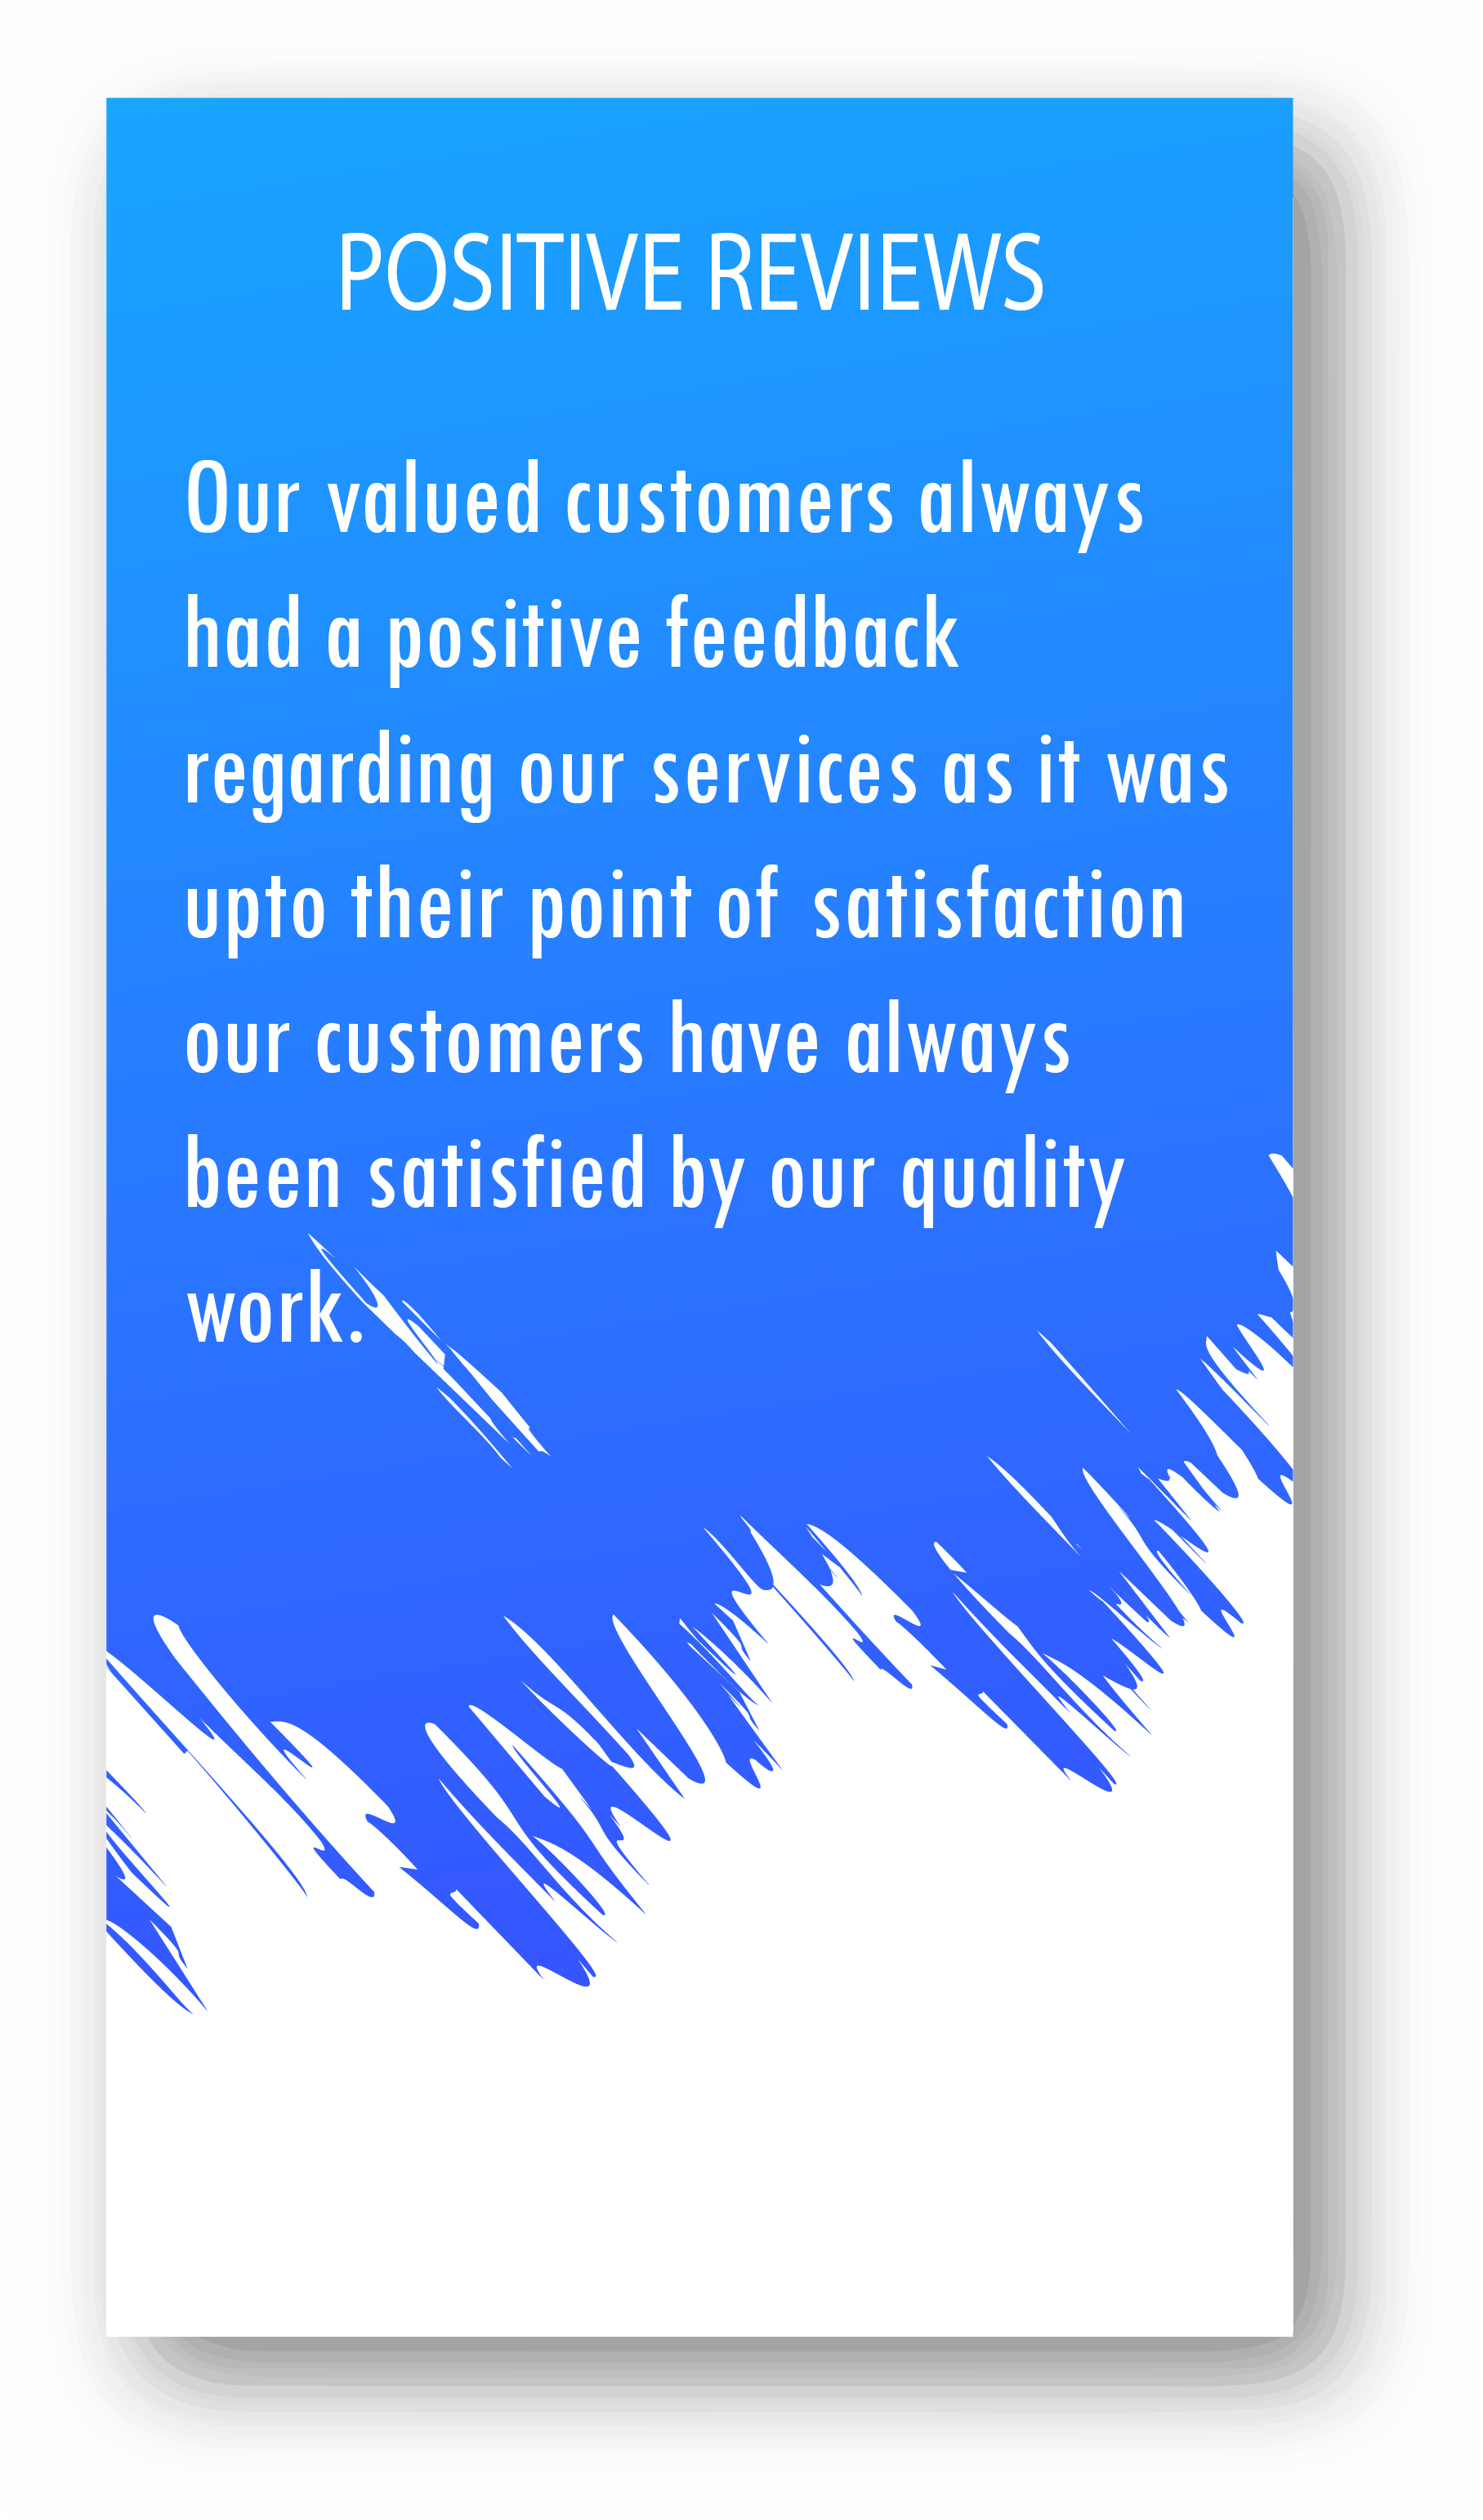 POSITIVE REVIEWS
Our valued customers always
had a positive feedback
regarding our services as it was
upto their point of satisfaction
our customers have always
been satisfied by our quality
work.